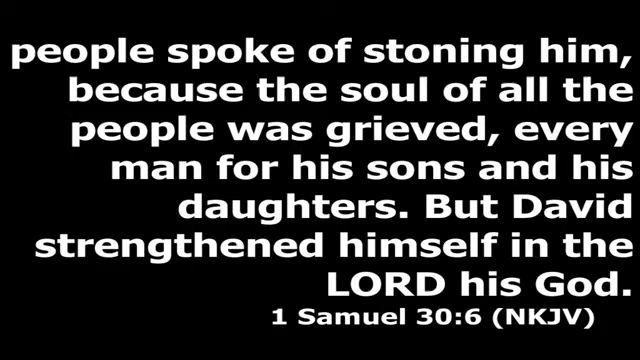 people spoke of stoning him,
because the soul of all the
people was grieved, every
man for his sons and his
daughters. But David
strengthened himself in the
LORD his God.
1 Samuel 30:6 (NKJV)